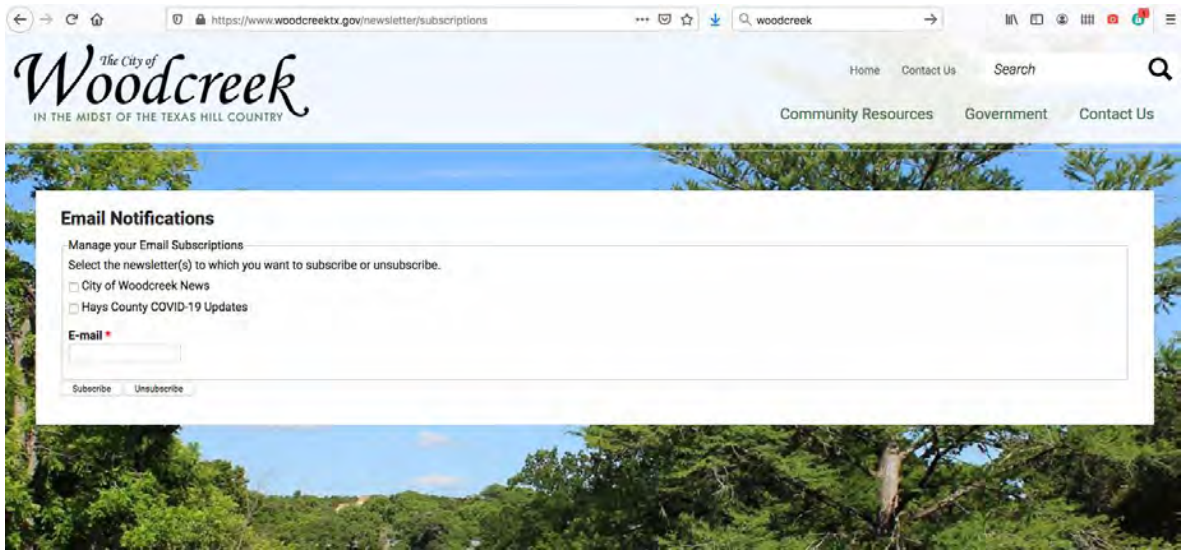 https://www.woodcreektx.gov/newsletter/subscriptions
woodcreek
The City of
Woodcreek
IN THE MIDST OF THE TEXAS HILL COUNTRY
Home Contact Us Search
Community Resources Government Contact Us
Email Notifications
Manage your Email Subscriptions
Select the newsletter(s) to which you want to subscribe or unsubscribe.
City of Woodcreek News
Hays County COVID-19 Updates
E-mail *
Subscribe Unsubscribe